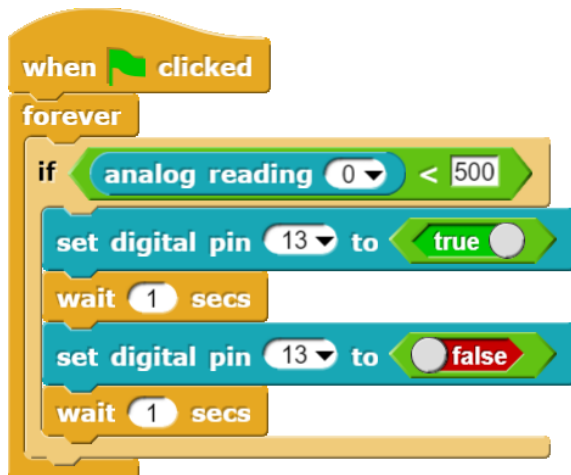 when clicked
forever
if analog reading 0 < 500
set digital pin 13 to true
wait 1 secs
set digital pin 13 to false
wait 1 secs